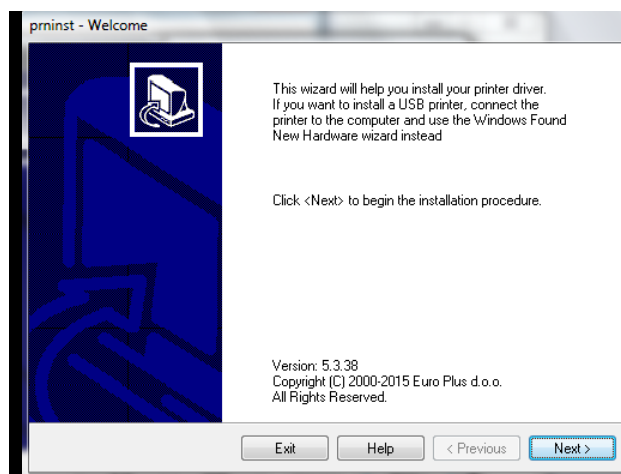 prninst - Welcome
This wizard will help you install your printer driver.
If you want to install a USB printer, connect the
printer to the computer and use the Windows Found
New Hardware wizard instead
Click <Next> to begin the installation procedure.
Version: 5.3.38
Copyright (C) 2000-2015 Euro Plus d.o.o.
All Rights Reserved.
Exit Help < Previous Next >